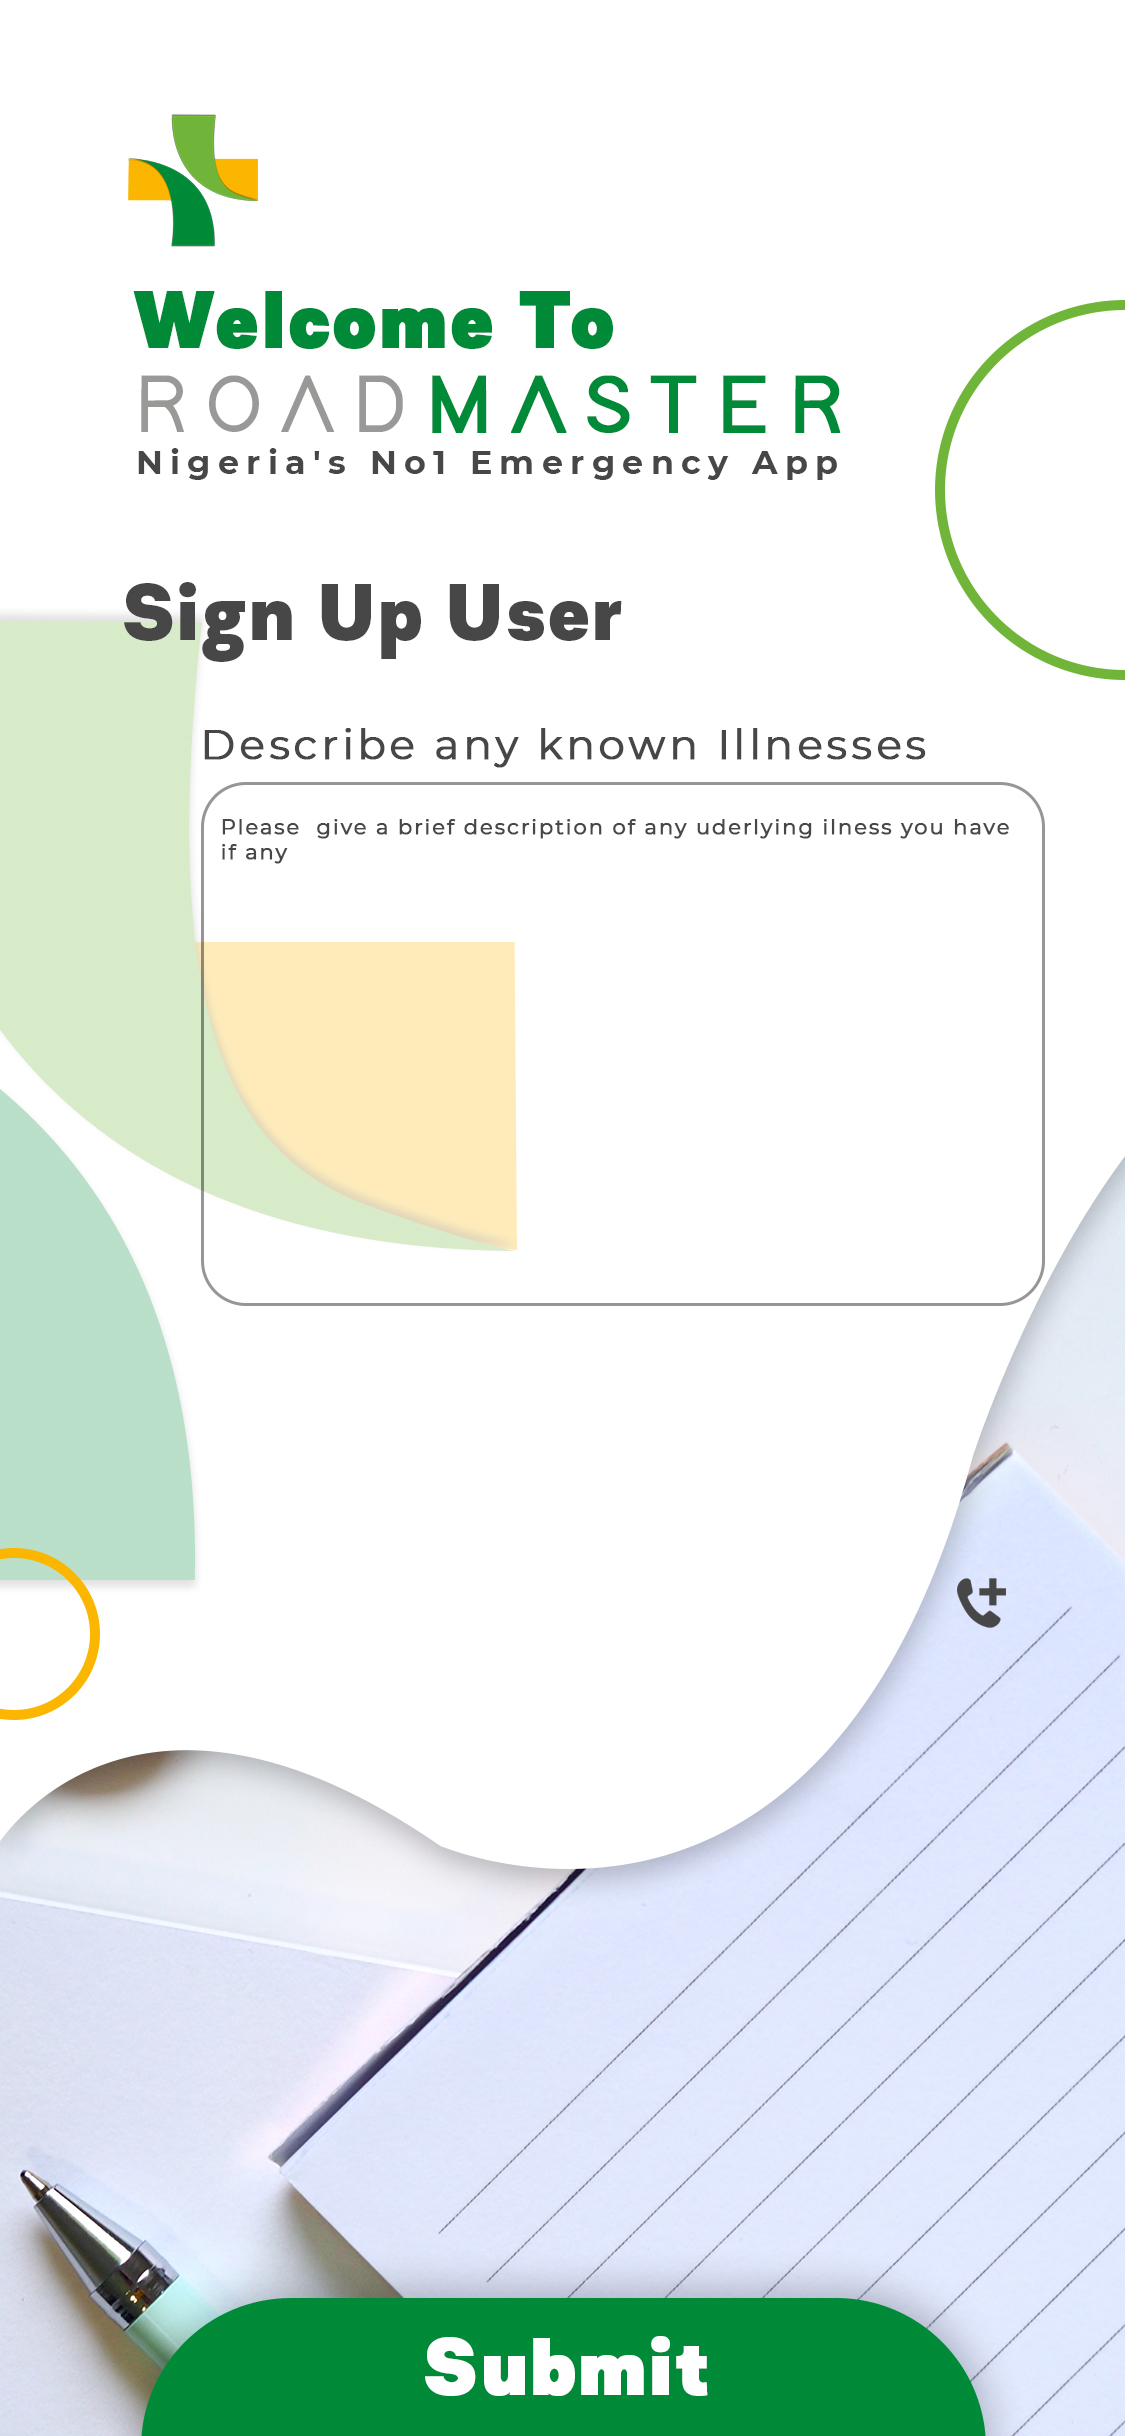 Welcome To
ROADMASTER
Nigeria's No1 Emergency App
Sign Up User
Describe any known Illnesses
Please  give a brief description of any uderlying ilness you have
if any
Submit